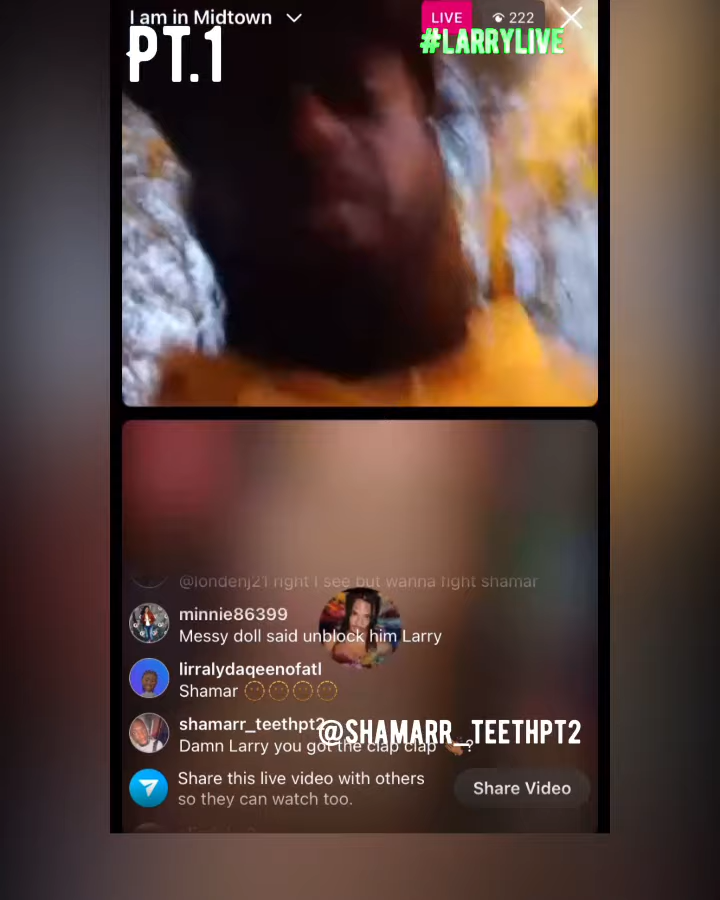 I am in Midtown
LIVE
222
PT.1
#LARRYLIVE
@londenj21 right I see but wanna fight shamar
minnie86399
Messy doll said unblock him Larry
lirralydaqeenofatl
Shamar
shamarr_teethpt2
@SHAMARR_TEETHPT2
Damn Larry you got the clap clap ?
Share this live video with others
so they can watch too.
Share Video